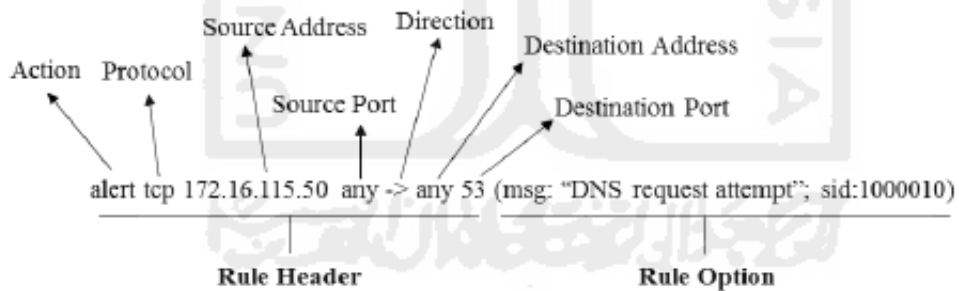 Source Address Direction
Destination Address
Action Protocol
Source Port Destination Port
alert tcp 172.16.115.50 any -> any 53 (msg: “DNS request attempt”; sid:1000010)
Rule Header Rule Option